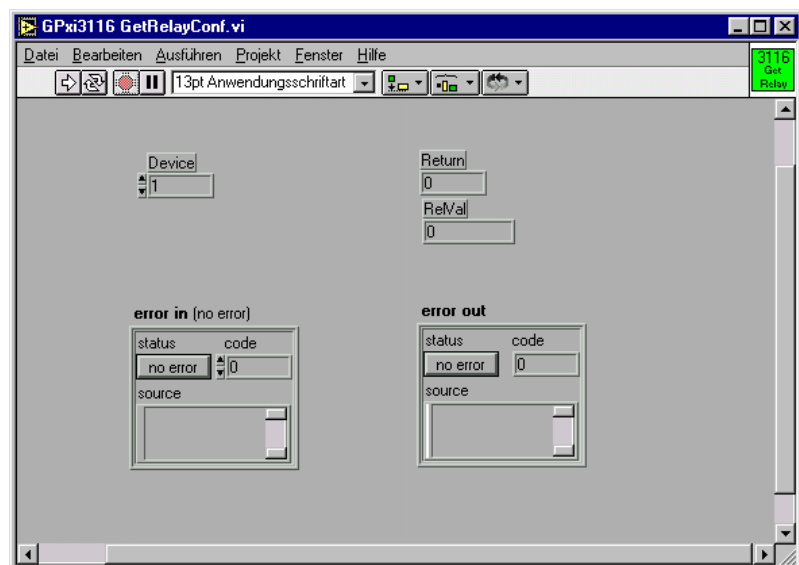 GPxi3116 GetRelayConf.vi
Datei Bearbeiten Ausführen Projekt Fenster Hilfe
13pt Anwendungsschriftart
3116
Get
Relay
Device
1
Return
0
RelVal
0
error in (no error)
status code
no error 0
source
error out
status code
no error 0
source